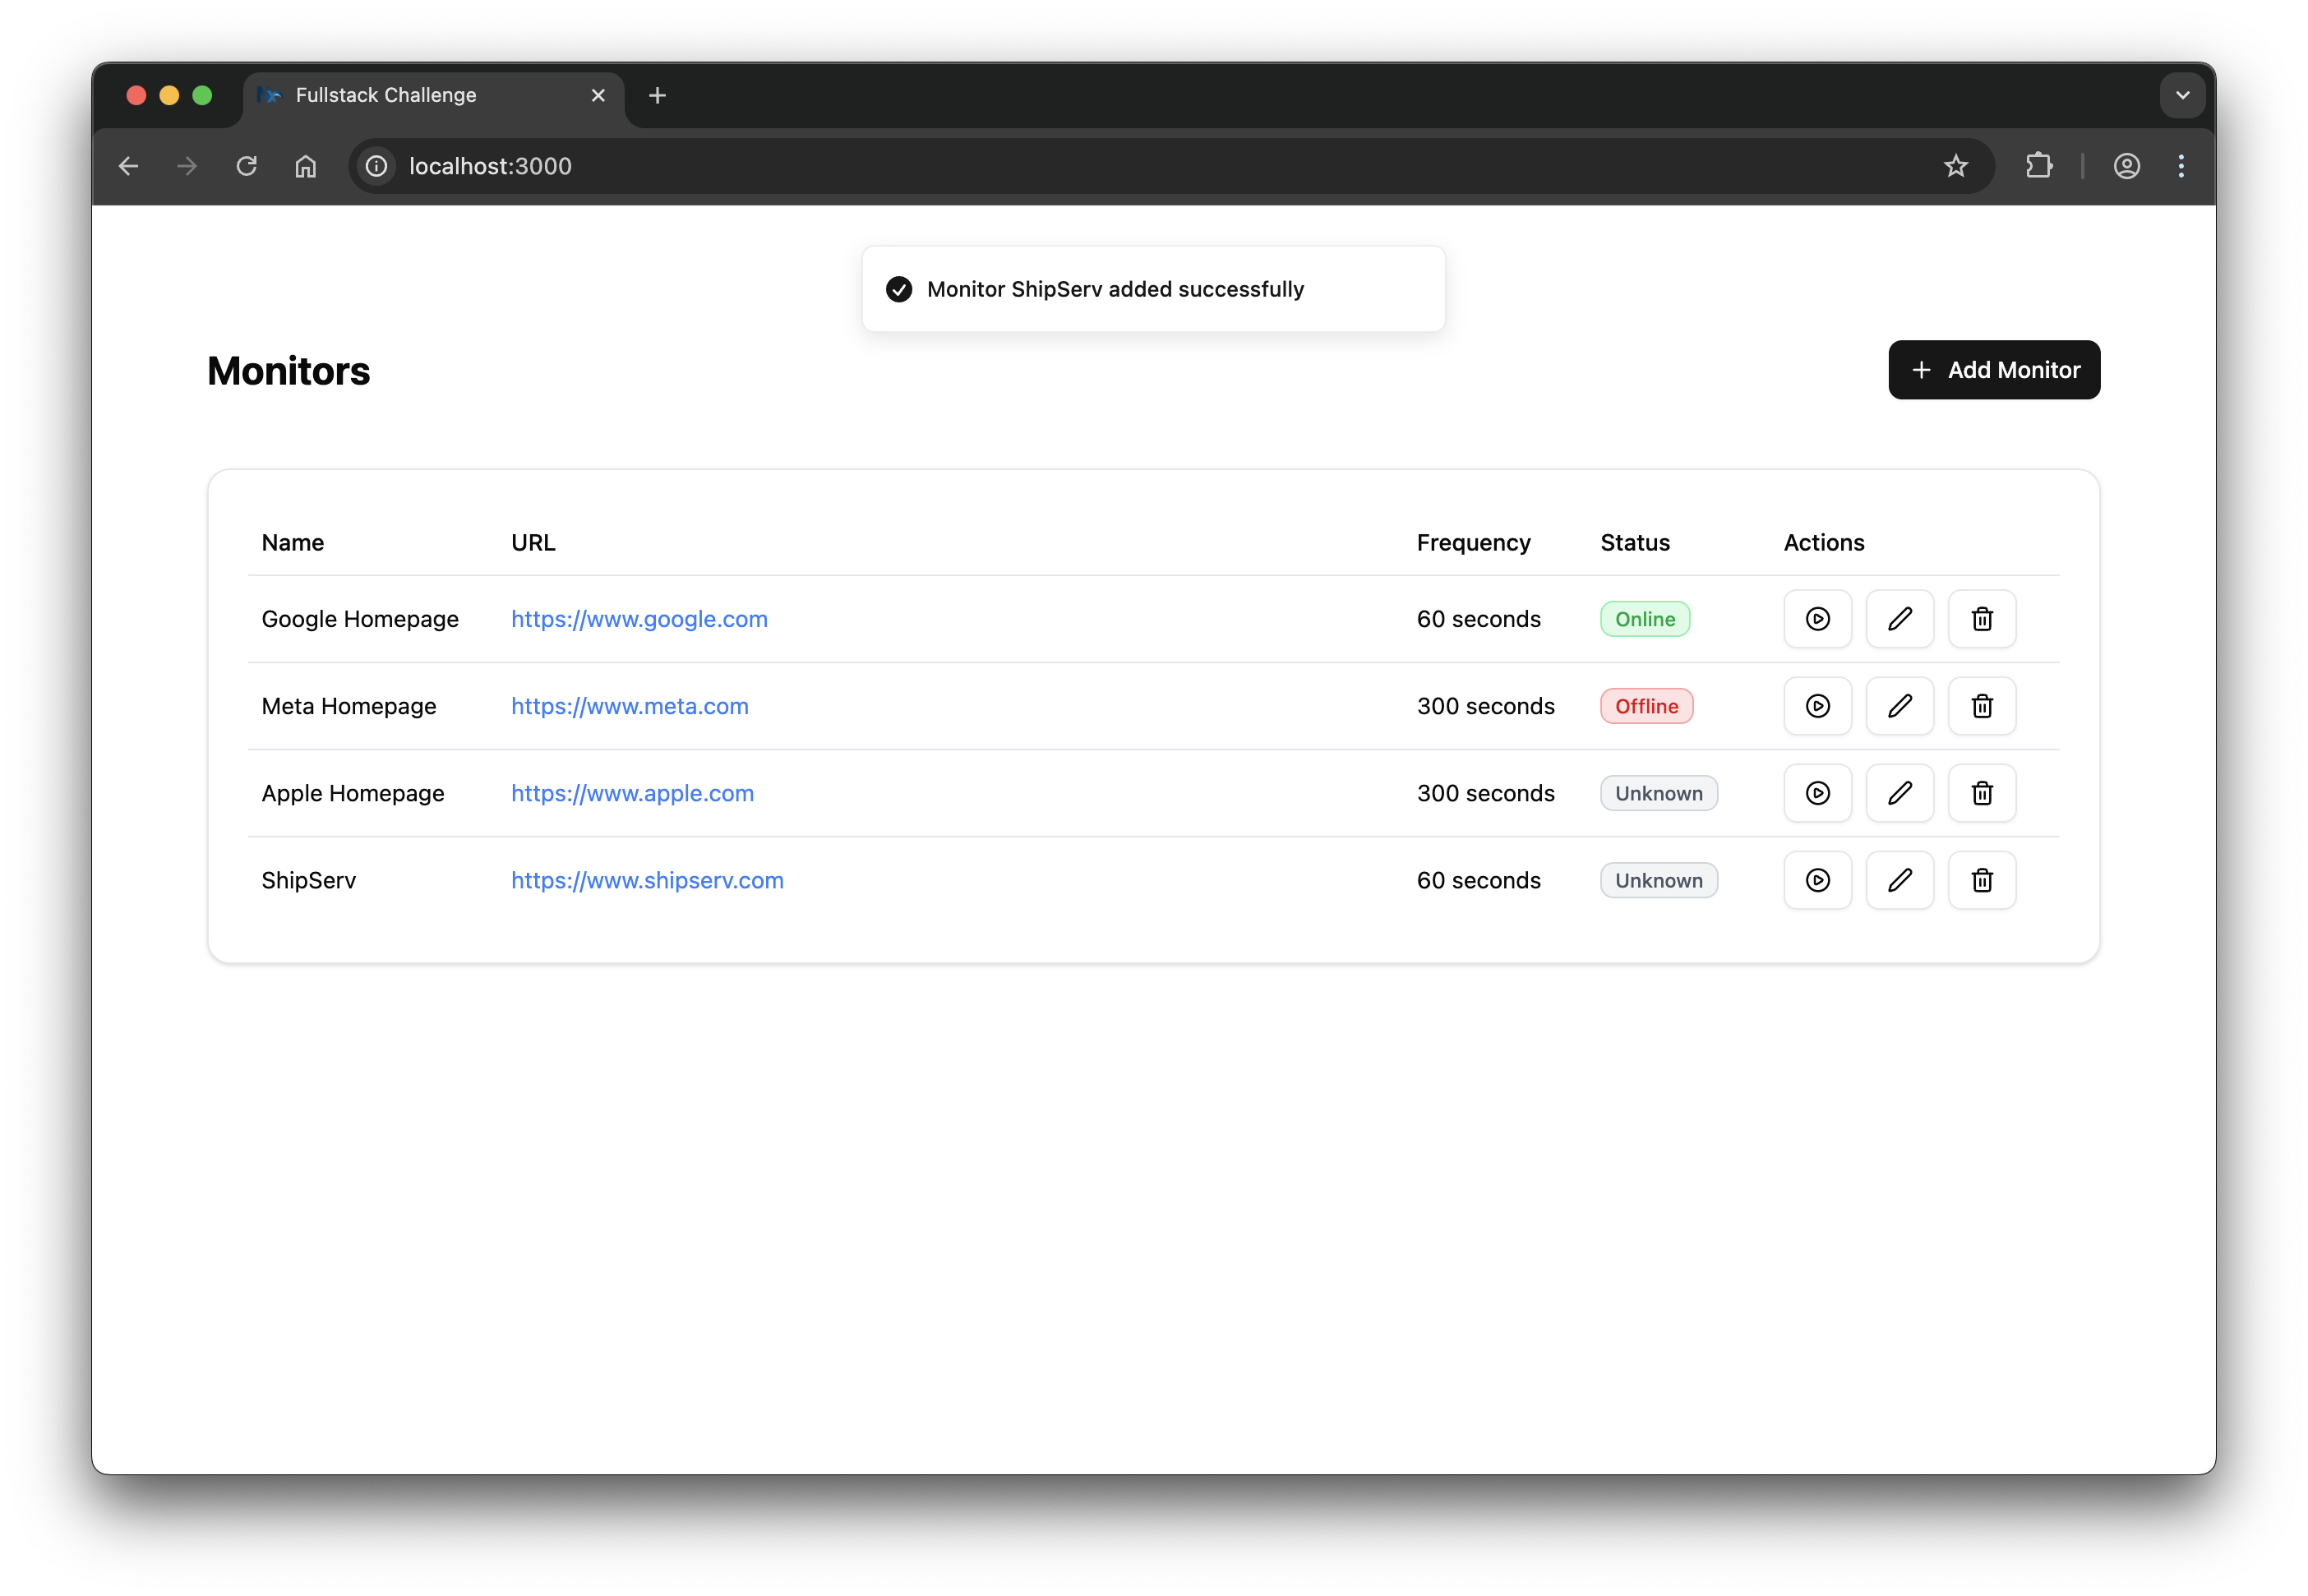 Fullstack Challenge
localhost:3000
Monitor ShipServ added successfully
Monitors
Add Monitor
Name URL Frequency Status Actions
Google Homepage https://www.google.com 60 seconds Online
Meta Homepage https://www.meta.com 300 seconds Offline
Apple Homepage https://www.apple.com 300 seconds Unknown
ShipServ https://www.shipserv.com 60 seconds Unknown